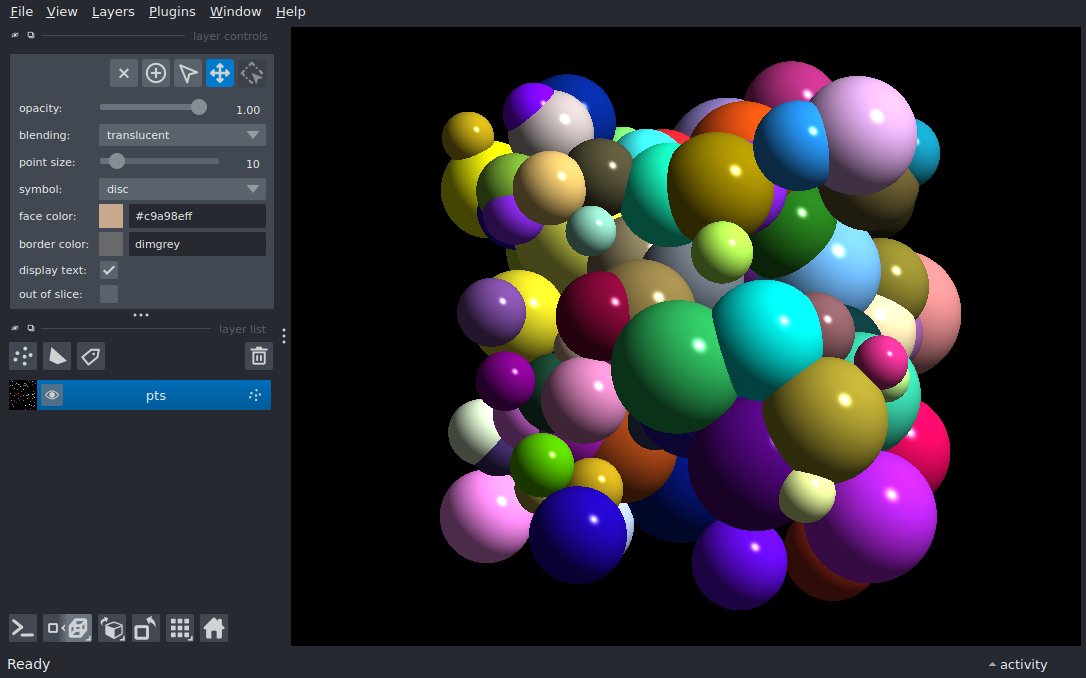 File View Layers Plugins Window Help
layer controls
opacity: 1.00
blending: translucent
point size: 10
symbol: disc
face color: #c9a98eff
border color: dimgrey
display text:
out of slice:
layer list
pts
Ready
activity